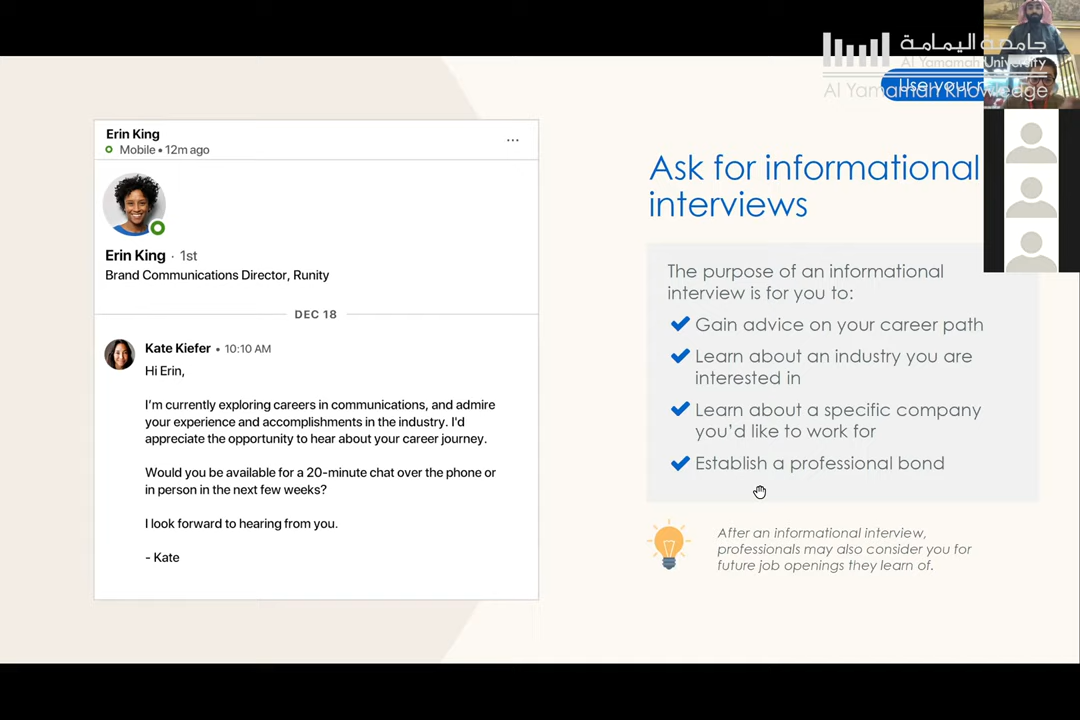 جامعة اليمامة
Al Yamamah University
Al Yamamah Knowledge
Use your
Erin King
Mobile • 12m ago
...
Erin King · 1st
Brand Communications Director, Runity
DEC 18
Kate Kiefer • 10:10 AM
Hi Erin,
I'm currently exploring careers in communications, and admire
your experience and accomplishments in the industry. I'd
appreciate the opportunity to hear about your career journey.
Would you be available for a 20-minute chat over the phone or
in person in the next few weeks?
I look forward to hearing from you.
- Kate
Ask for informational
interviews
The purpose of an informational
interview is for you to:
Gain advice on your career path
Learn about an industry you are
interested in
Learn about a specific company
you'd like to work for
Establish a professional bond
After an informational interview,
professionals may also consider you for
future job openings they learn of.